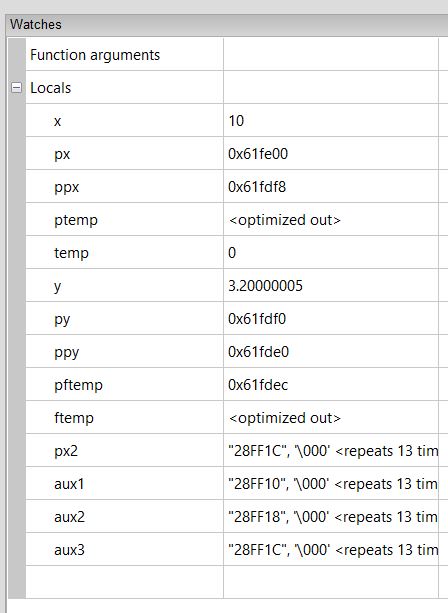 Watches
Function arguments
Locals
x 10
px 0x61fe00
ppx 0x61fdf8
ptemp <optimized out>
temp 0
y 3.20000005
py 0x61fdf0
ppy 0x61fde0
pftemp 0x61fdec
ftemp <optimized out>
px2 "28FF1C", '\000' <repeats 13 tim
aux1 "28FF10", '\000' <repeats 13 tim
aux2 "28FF18", '\000' <repeats 13 tim
aux3 "28FF1C", '\000' <repeats 13 tim